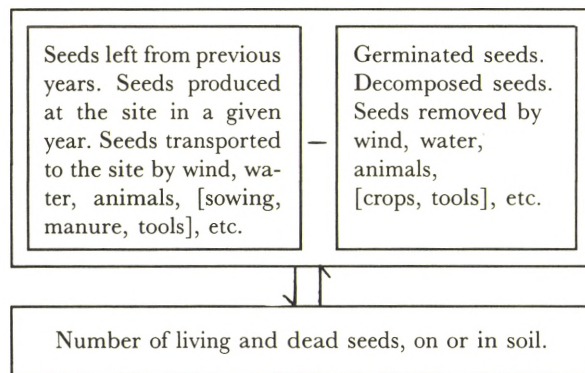 Seeds left from previous
years. Seeds produced
at the site in a given
year. Seeds transported
to the site by wind, wa-
ter, animals, [sowing,
manure, tools], etc.
–
Germinated seeds.
Decomposed seeds.
Seeds removed by
wind, water,
animals,
[crops, tools], etc.
Number of living and dead seeds, on or in soil.